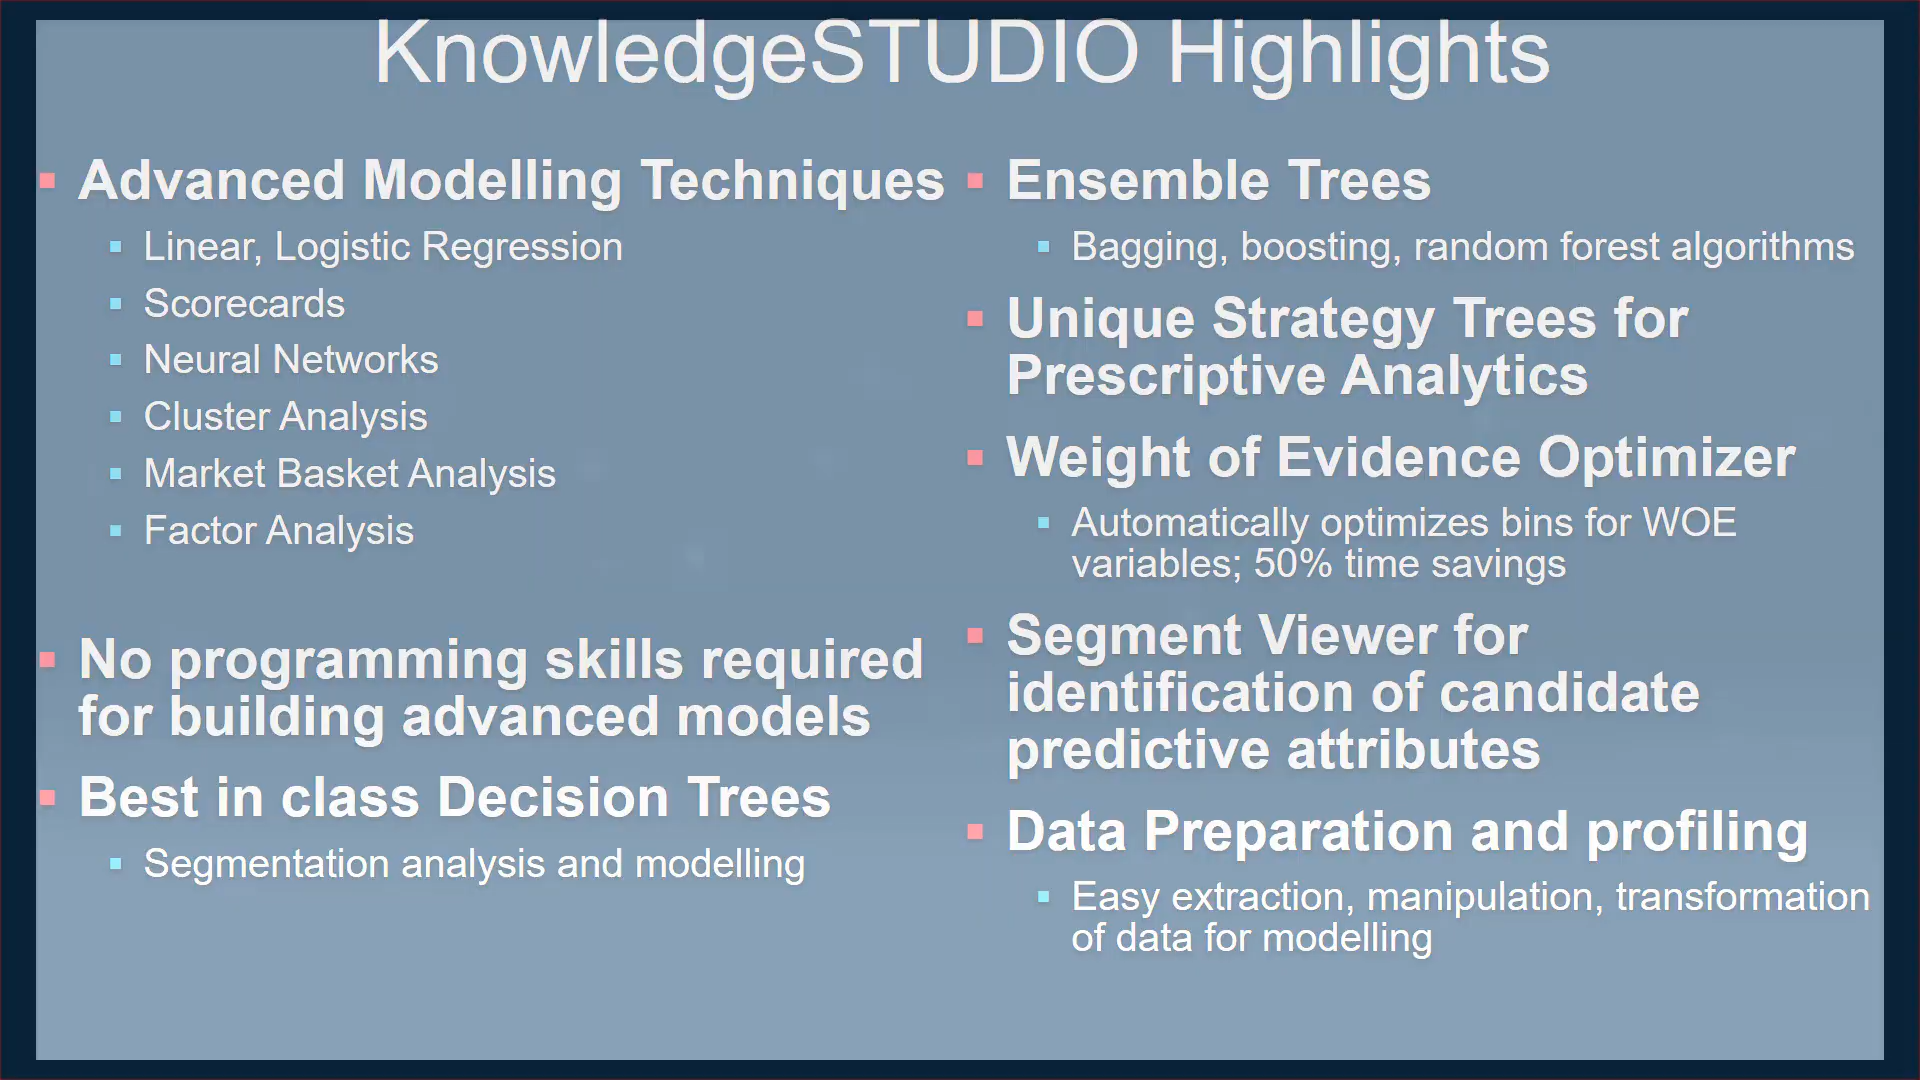 KnowledgeSTUDIO Highlights
Advanced Modelling Techniques
Linear, Logistic Regression
Scorecards
Neural Networks
Cluster Analysis
Market Basket Analysis
Factor Analysis
No programming skills required
for building advanced models
Best in class Decision Trees
Segmentation analysis and modelling
Ensemble Trees
Bagging, boosting, random forest algorithms
Unique Strategy Trees for
Prescriptive Analytics
Weight of Evidence Optimizer
Automatically optimizes bins for WOE
variables; 50% time savings
Segment Viewer for
identification of candidate
predictive attributes
Data Preparation and profiling
Easy extraction, manipulation, transformation
of data for modelling